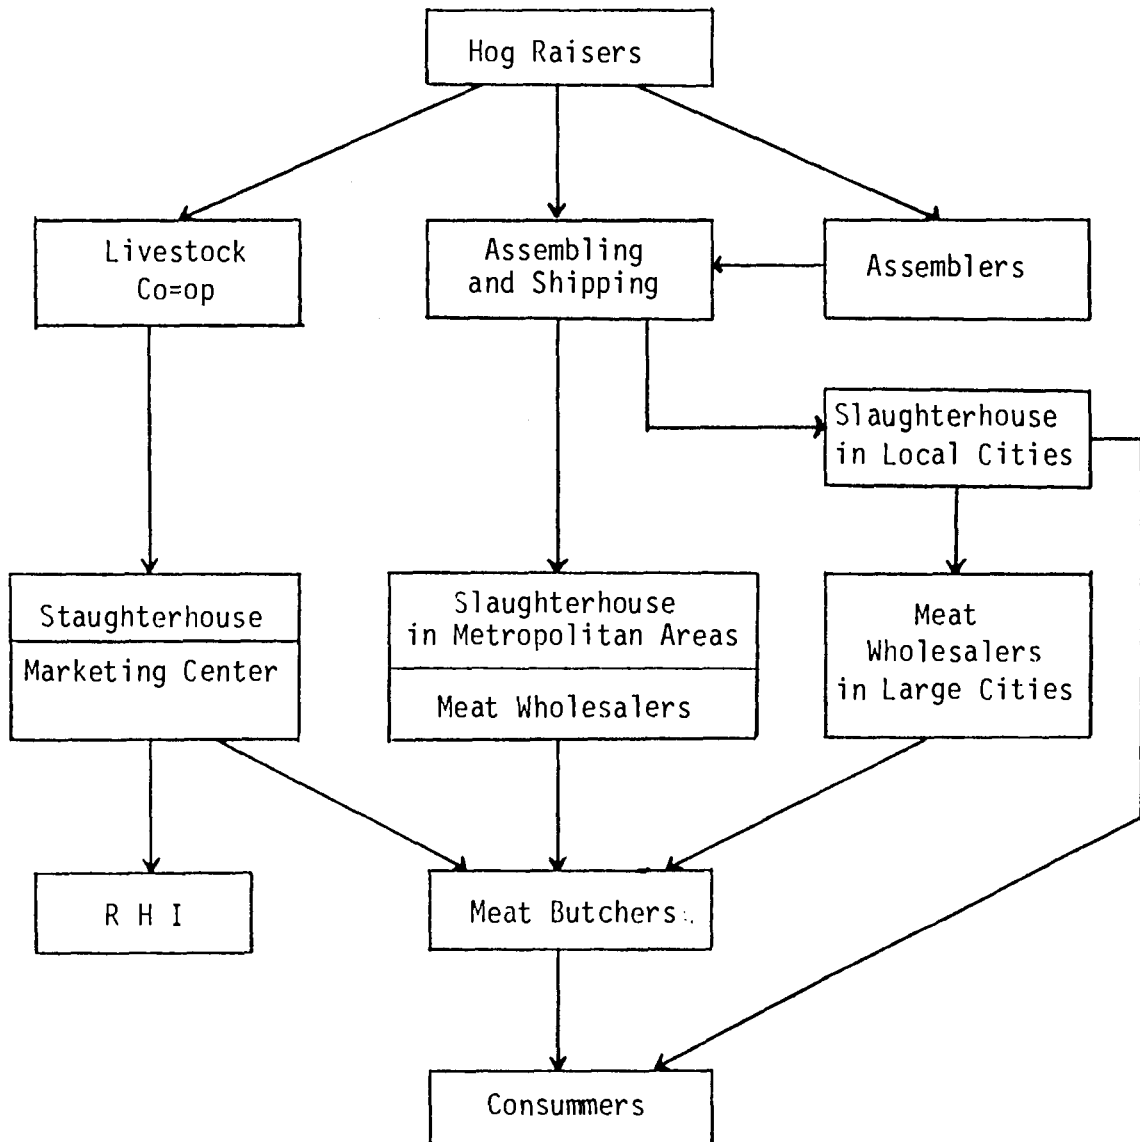 Hog Raisers
Livestock
Co=op
Assembling
and Shipping
Assemblers
Slaughterhouse
in Local Cities
Staughterhouse
Marketing Center
Slaughterhouse
in Metropolitan Areas
Meat Wholesalers
Meat
Wholesalers
in Large Cities
R H I
Meat Butchers
Consummers